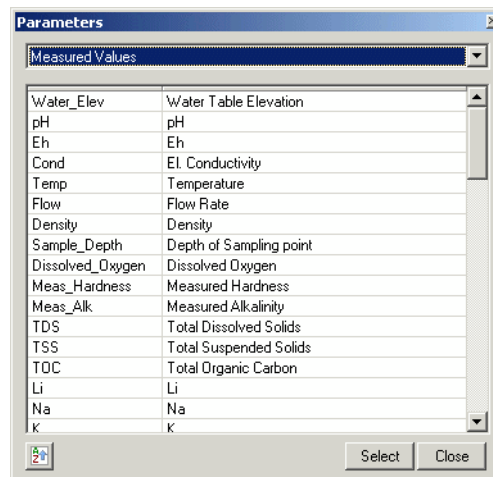 Parameters
Measured Values
Water_Elev Water Table Elevation
pH pH
Eh Eh
Cond El. Conductivity
Temp Temperature
Flow Flow Rate
Density Density
Sample_Depth Depth of Sampling point
Dissolved_Oxygen Dissolved Oxygen
Meas_Hardness Measured Hardness
Meas_Alk Measured Alkalinity
TDS Total Dissolved Solids
TSS Total Suspended Solids
TOC Total Organic Carbon
Li Li
Na Na
K K
Select Close